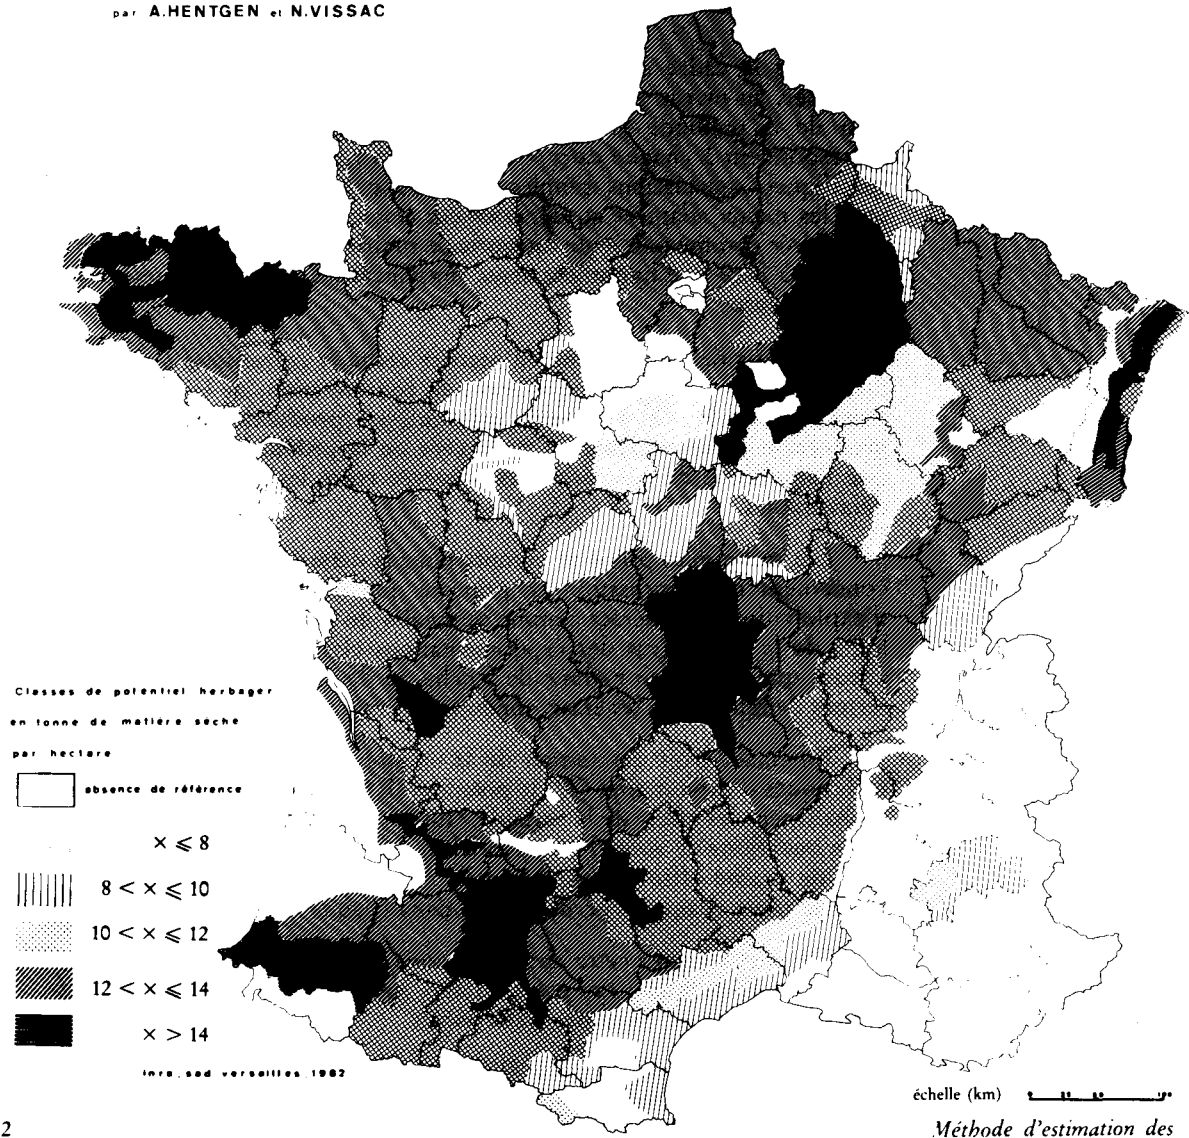 par A.HENTGEN et N.VISSAC
Classes de potentiel herbager
en tonne de matière sèche
par hectare
absence de référence
× ⩽ 8
8 < × ⩽ 10
10 < × ⩽ 12
12 < × ⩽ 14
× > 14
inra.sad versailles.1982
échelle (km)
2
Méthode d'estimation des